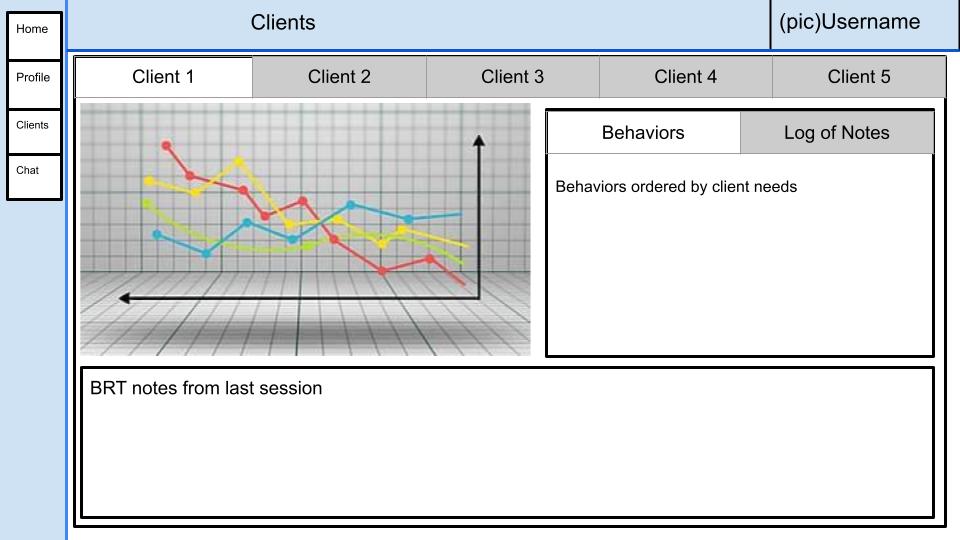 Home
Profile
Clients
Chat
Clients
(pic)Username
Client 1
Client 2
Client 3
Client 4
Client 5
Behaviors
Log of Notes
Behaviors ordered by client needs
BRT notes from last session